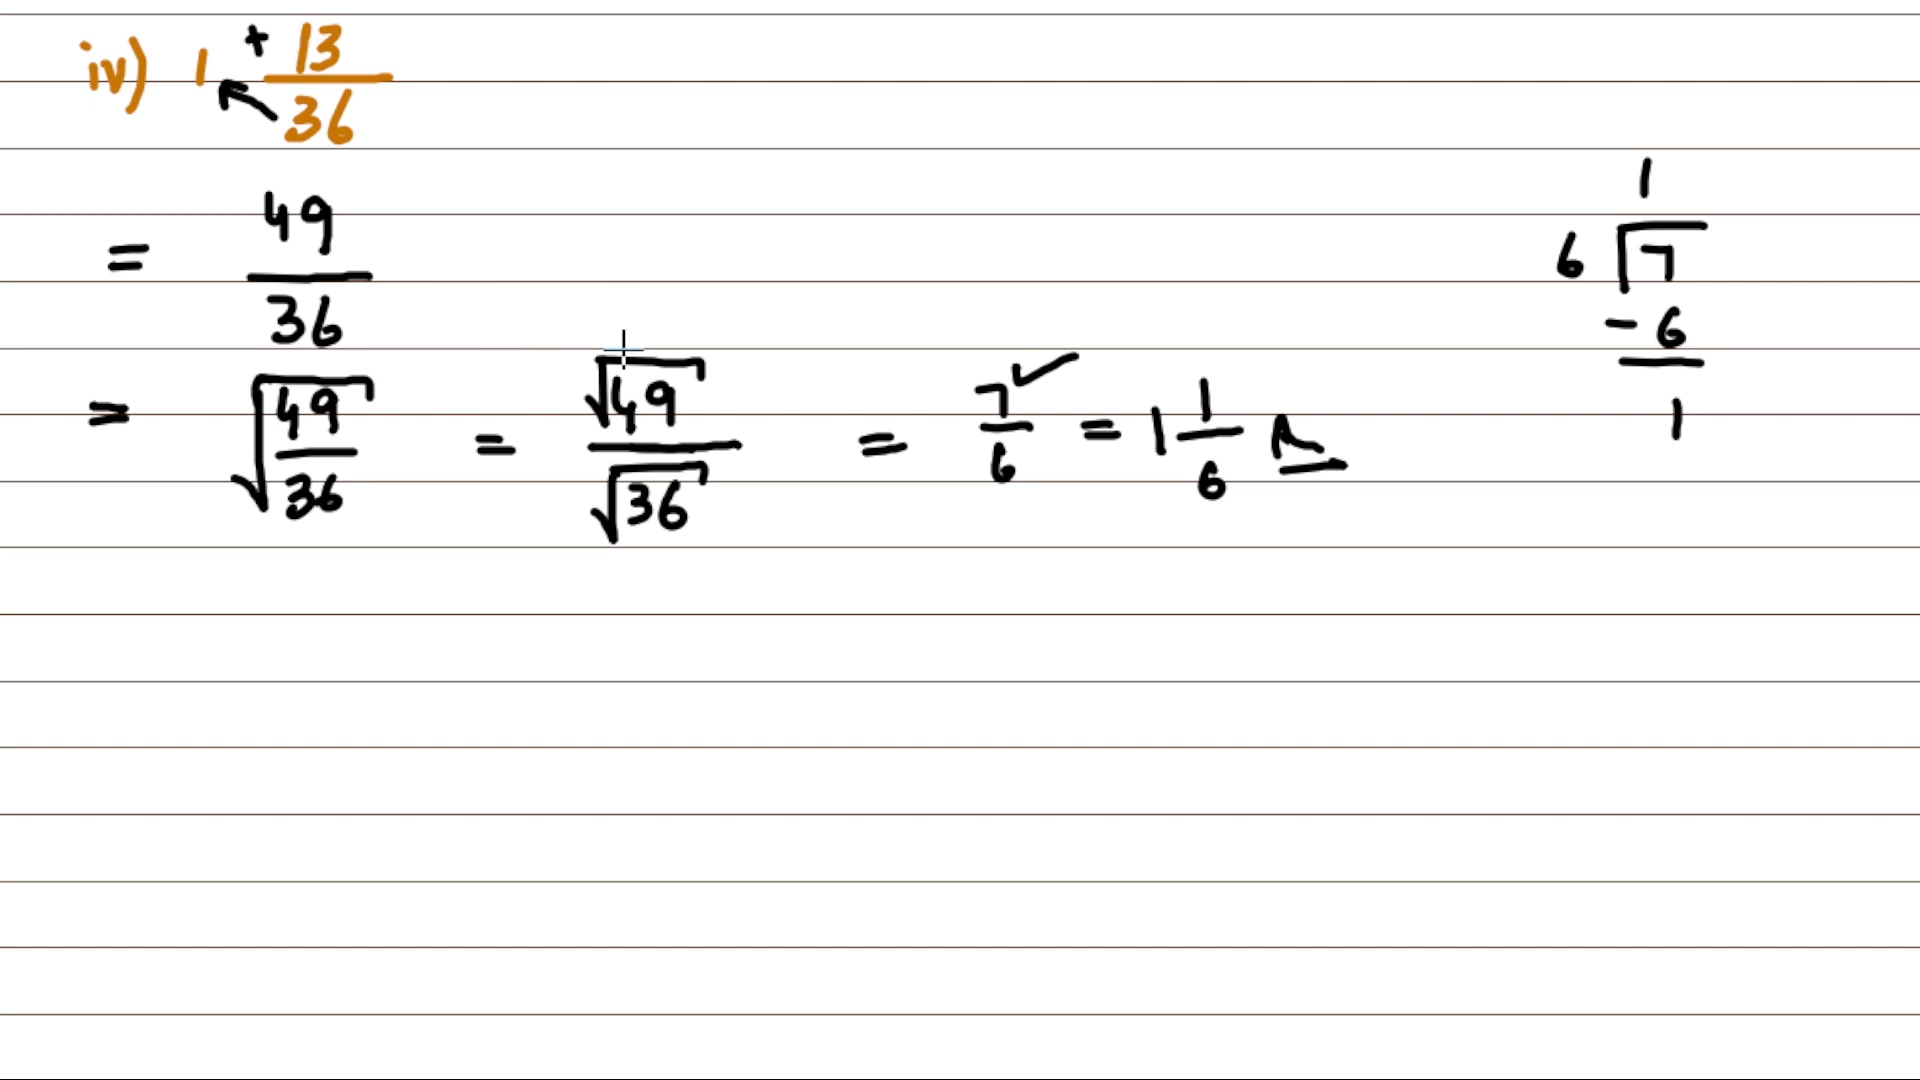 iv) 1 + 13/36
= 49/36
= √(49/36) = √49/√36 = 7/6 ✓ = 1 1/6
1
6 √7
- 6
1